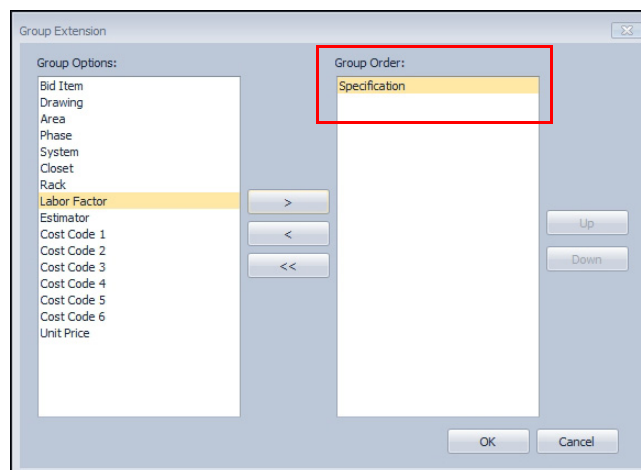 Group Extension
Group Options:
Bid Item
Drawing
Area
Phase
System
Closet
Rack
Labor Factor
Estimator
Cost Code 1
Cost Code 2
Cost Code 3
Cost Code 4
Cost Code 5
Cost Code 6
Unit Price
>
<
<<
Group Order:
Specification
Up
Down
OK
Cancel